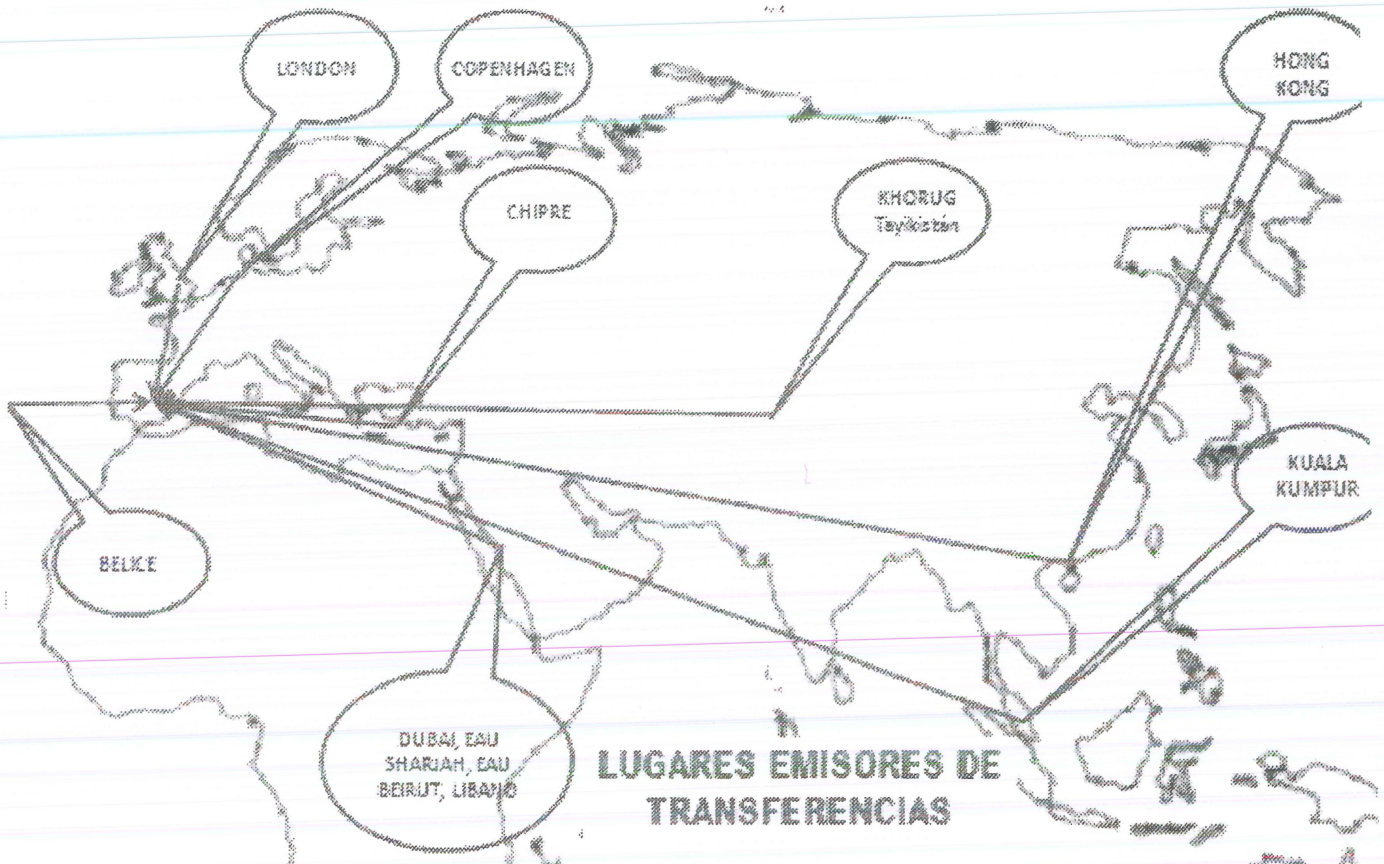 LONDON
COPENHAGEN
HONG
KONG
CHIPRE
KHORUG
Tayikistán
KUALA
KUMPUR
BELICE
DUBAI, EAU
SHARJAH, EAU
BEIRUT, LIBANO
LUGARES EMISORES DE
TRANSFERENCIAS